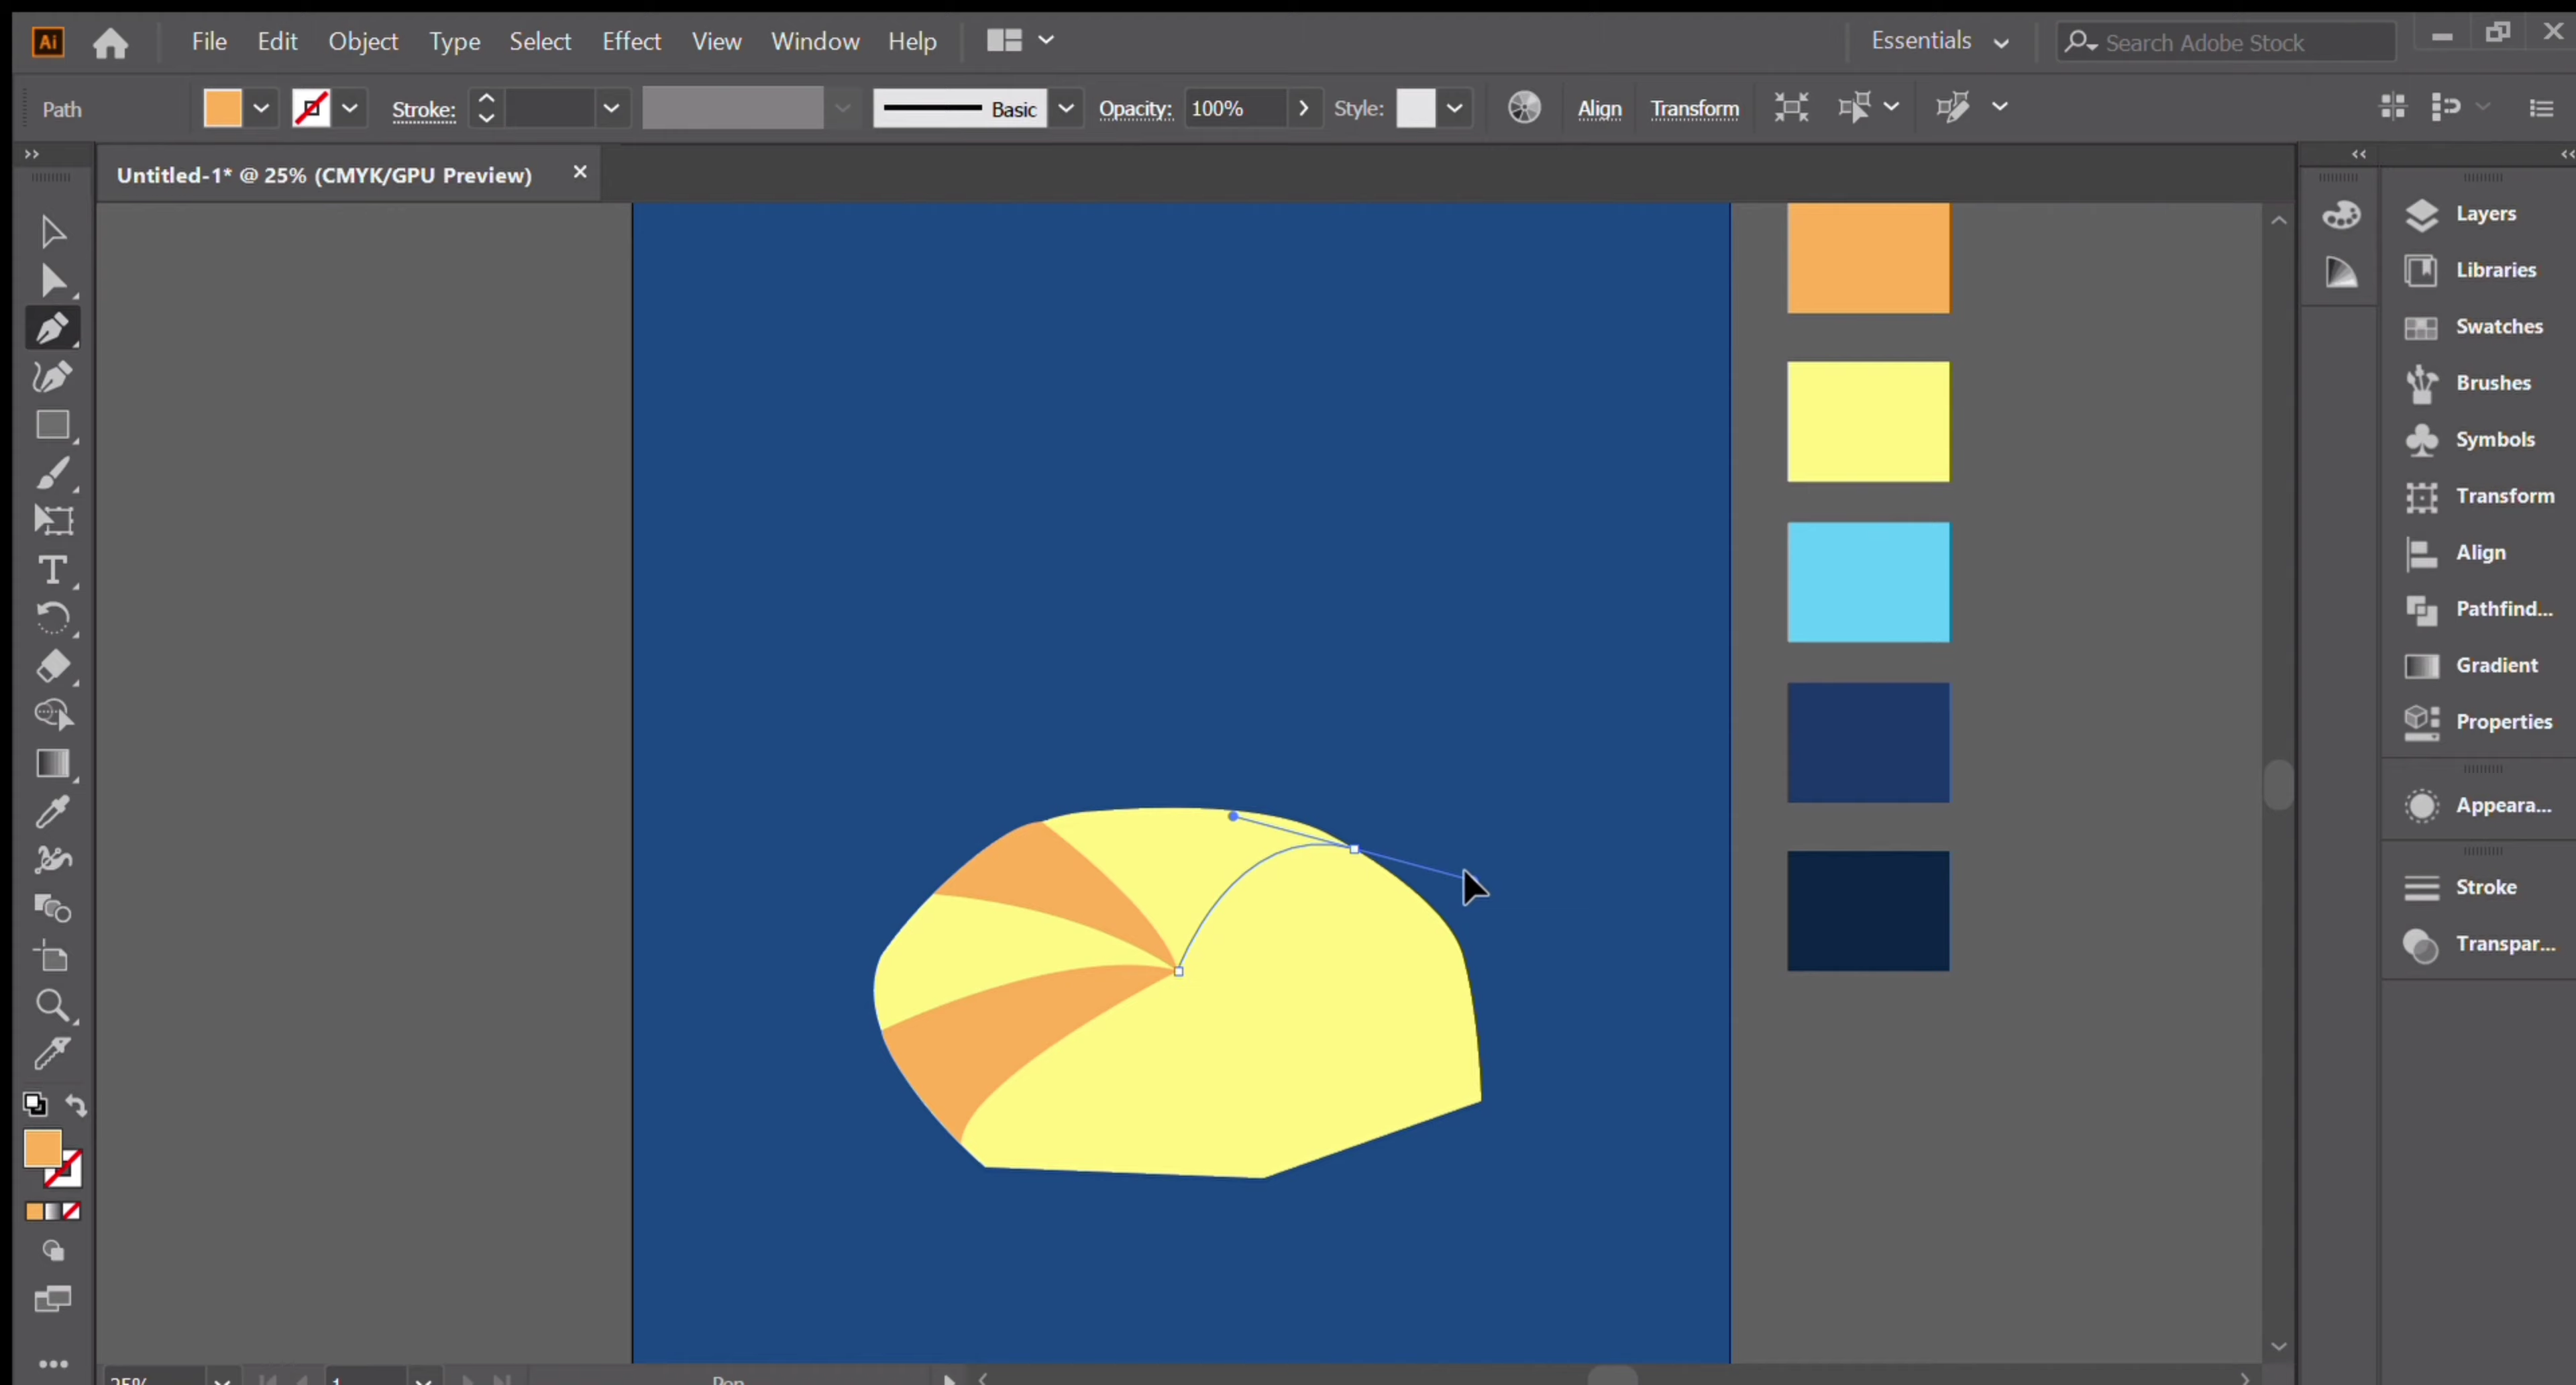 Ai File Edit Object Type Select Effect View Window Help Essentials Search Adobe Stock
Path Stroke: Basic Opacity: 100% Style: Align Transform
Untitled-1* @ 25% (CMYK/GPU Preview)
Layers
Libraries
Swatches
Brushes
Symbols
Transform
Align
Pathfind...
Gradient
Properties
Appeara...
Stroke
Transpar...
25% 1 Pen